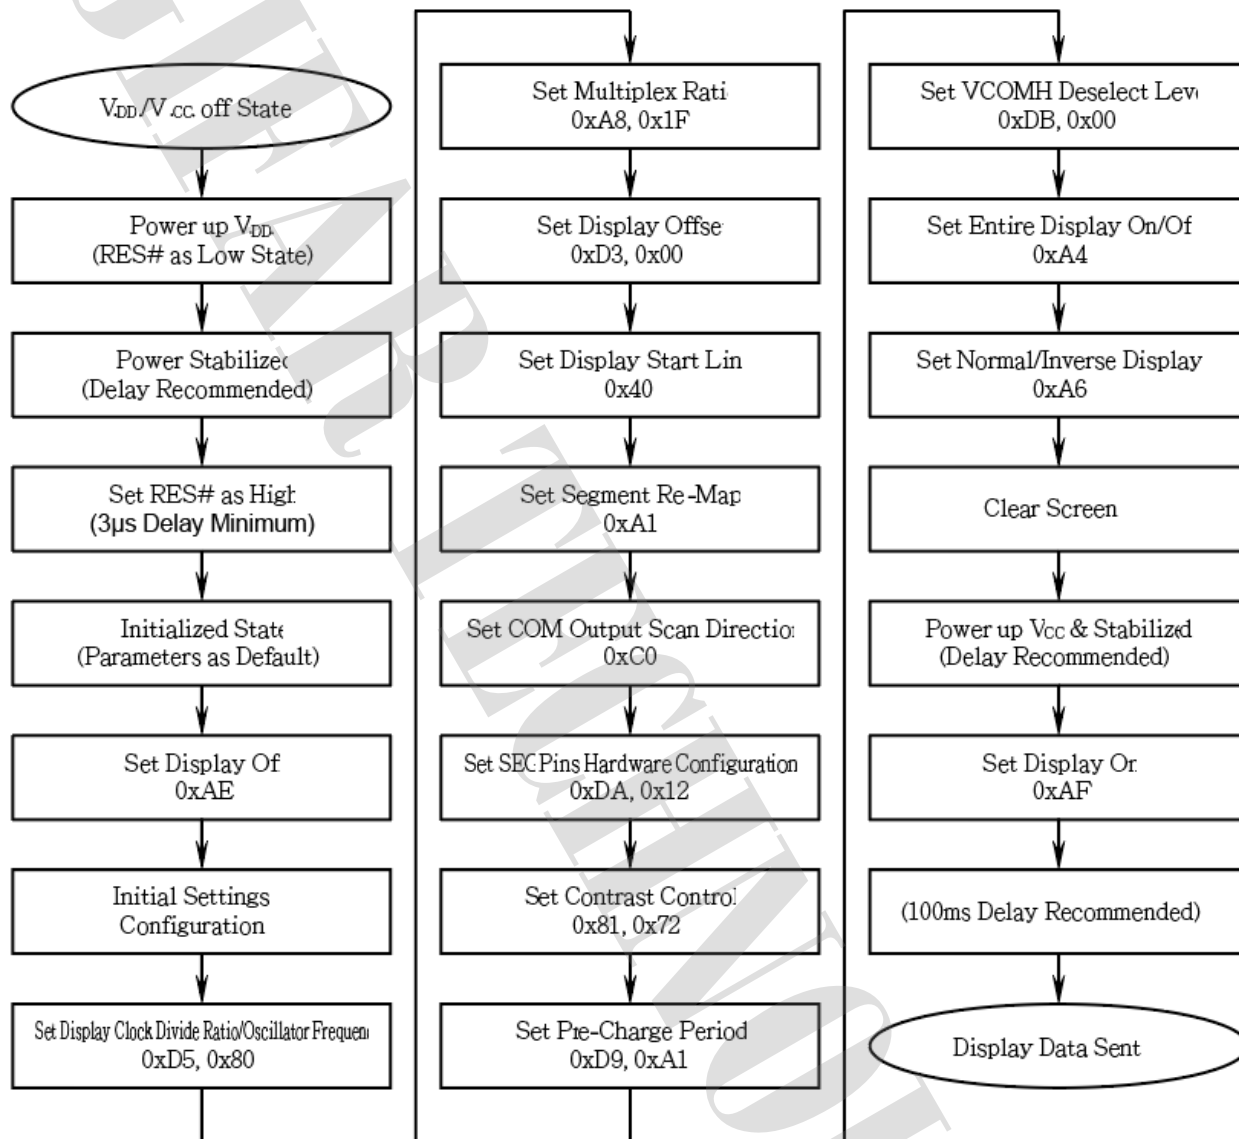 V.DD./V.CC. off State
Power up VDD.
(RES# as Low State)
Power Stabilized
(Delay Recommended)
Set RES# as High
(3μs Delay Minimum)
Initialized State
(Parameters as Default)
Set Display Of
0xAE
Initial Settings
Configuration
Set Display Clock Divide Ratio/Oscillator Frequen
0xD5, 0x80
Set Multiplex Rati
0xA8, 0x1F
Set Display Offse
0xD3, 0x00
Set Display Start Lin
0x40
Set Segment Re-Map
0xA1
Set COM Output Scan Directio
0xC0
Set SEG Pins Hardware Configuration
0xDA, 0x12
Set Contrast Control
0x81, 0x72
Set Pre-Charge Period
0xD9, 0xA1
Set VCOMH Deselect Leve
0xDB, 0x00
Set Entire Display On/Of
0xA4
Set Normal/Inverse Display
0xA6
Clear Screen
Power up VCC & Stabilized
(Delay Recommended)
Set Display On
0xAF
(100ms Delay Recommended)
Display Data Sent